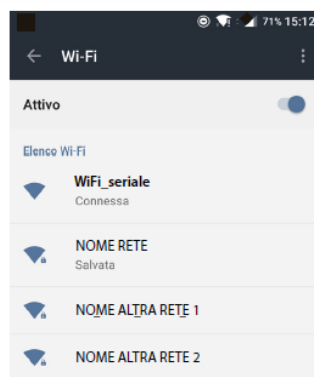 71% 15:12
Wi-Fi
Attivo
Elenco Wi-Fi
WiFi_seriale
Connessa
NOME RETE
Salvata
NOME ALTRA RETE 1
NOME ALTRA RETE 2